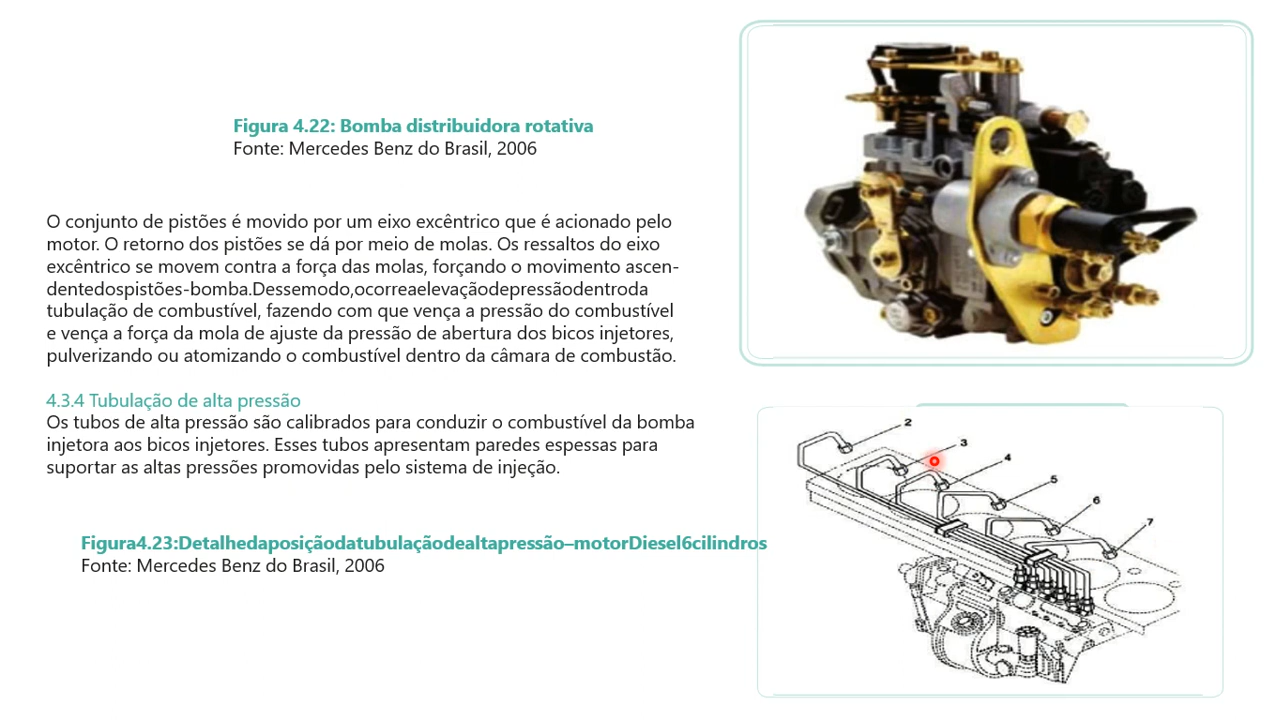 Figura 4.22: Bomba distribuidora rotativa
Fonte: Mercedes Benz do Brasil, 2006
O conjunto de pistões é movido por um eixo excêntrico que é acionado pelo
motor. O retorno dos pistões se dá por meio de molas. Os ressaltos do eixo
excêntrico se movem contra a força das molas, forçando o movimento ascen-
dentedospistões-bomba.Dessemodo,ocorreaelevaçãodepressãodentroda
tubulação de combustível, fazendo com que vença a pressão do combustível
e vença a força da mola de ajuste da pressão de abertura dos bicos injetores,
pulverizando ou atomizando o combustível dentro da câmara de combustão.
4.3.4 Tubulação de alta pressão
Os tubos de alta pressão são calibrados para conduzir o combustível da bomba
injetora aos bicos injetores. Esses tubos apresentam paredes espessas para
suportar as altas pressões promovidas pelo sistema de injeção.
Figura4.23:Detalhedaposiçãodatubulaçãodealtapressão–motorDiesel6cilindros
Fonte: Mercedes Benz do Brasil, 2006
2
3
4
5
6
7